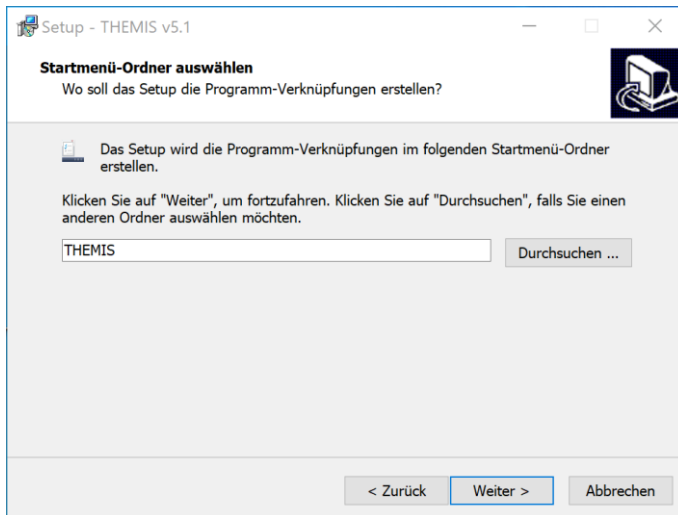 Setup - THEMIS v5.1
Startmenü-Ordner auswählen
Wo soll das Setup die Programm-Verknüpfungen erstellen?
Das Setup wird die Programm-Verknüpfungen im folgenden Startmenü-Ordner
erstellen.
Klicken Sie auf "Weiter", um fortzufahren. Klicken Sie auf "Durchsuchen", falls Sie einen
anderen Ordner auswählen möchten.
THEMIS
Durchsuchen ...
< Zurück
Weiter >
Abbrechen